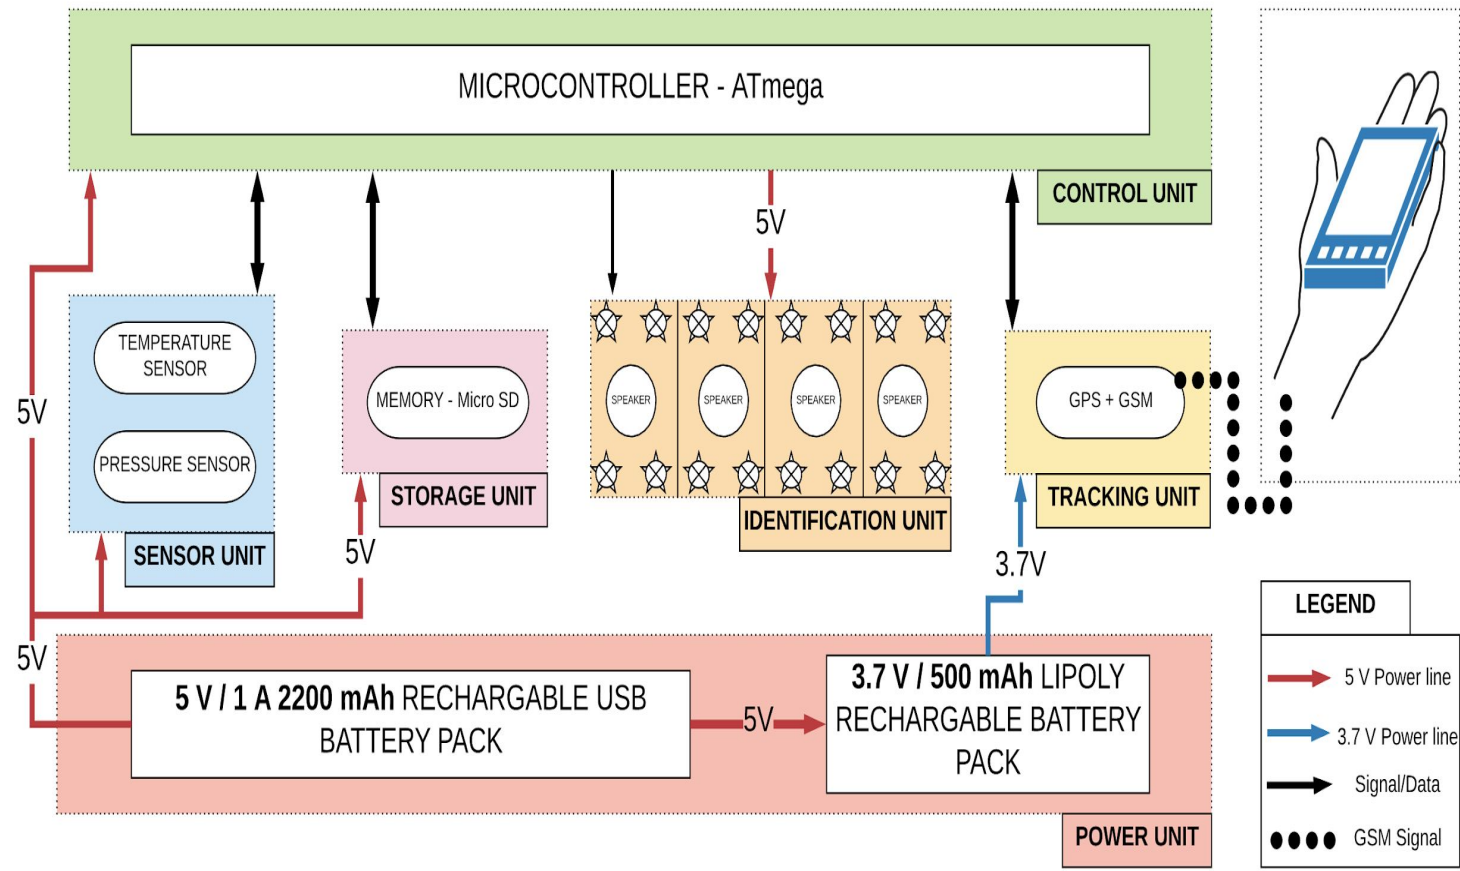 MICROCONTROLLER - ATmega
CONTROL UNIT
5V
TEMPERATURE
SENSOR
PRESSURE SENSOR
SENSOR UNIT
5V
MEMORY - Micro SD
STORAGE UNIT
5V
SPEAKER
SPEAKER
SPEAKER
SPEAKER
IDENTIFICATION UNIT
GPS + GSM
TRACKING UNIT
3.7V
5V
5 V / 1 A 2200 mAh RECHARGABLE USB
BATTERY PACK
5V
3.7 V / 500 mAh LIPOLY
RECHARGABLE BATTERY
PACK
POWER UNIT
LEGEND
5 V Power line
3.7 V Power line
Signal/Data
GSM Signal